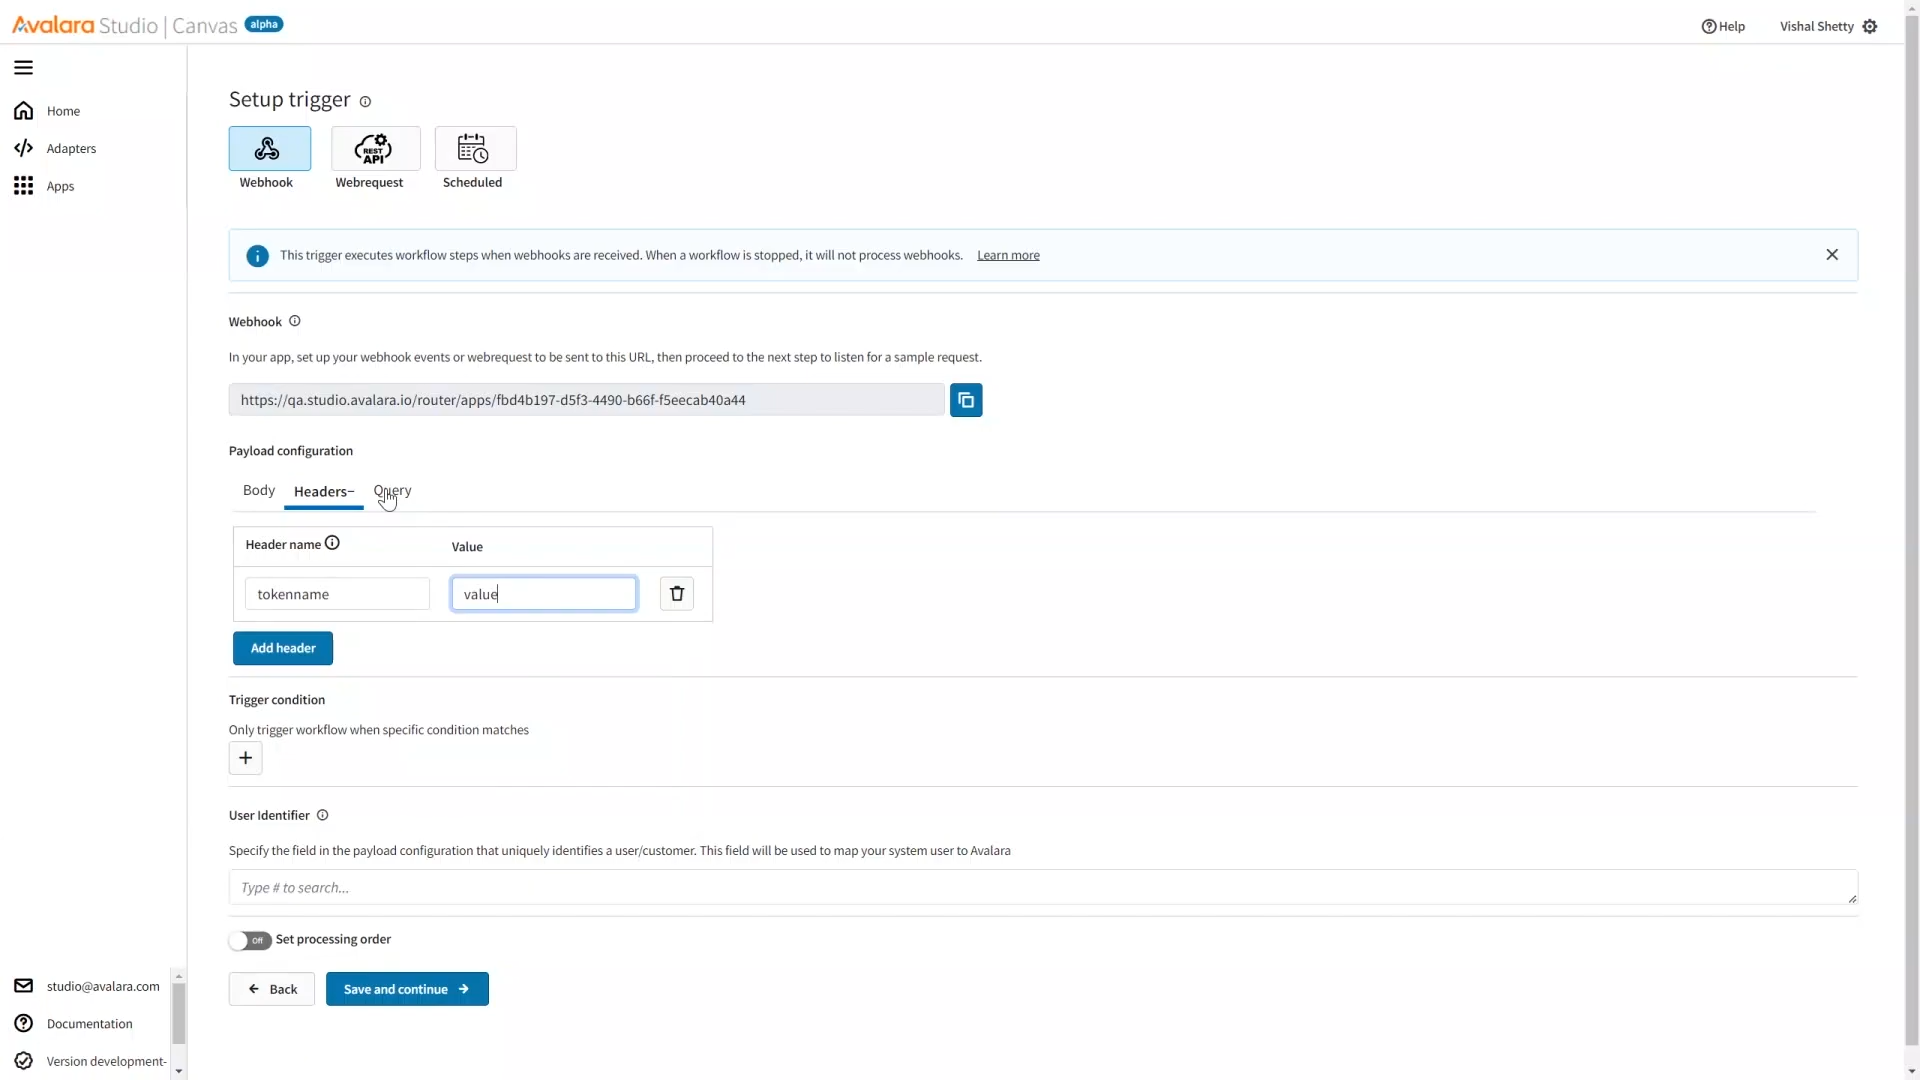 Avalara Studio | Canvas alpha
Help
Vishal Shetty
Home
Adapters
Apps
Setup trigger
REST
API
Webhook
Webrequest
Scheduled
This trigger executes workflow steps when webhooks are received. When a workflow is stopped, it will not process webhooks. Learn more
Webhook
In your app, set up your webhook events or webrequest to be sent to this URL, then proceed to the next step to listen for a sample request.
https://qa.studio.avalara.io/router/apps/fbd4b197-d5f3-4490-b66f-f5eecab40a44
Payload configuration
Body
Headers–
Query
Header name
Value
tokenname
value
Add header
Trigger condition
Only trigger workflow when specific condition matches
User Identifier
Specify the field in the payload configuration that uniquely identifies a user/customer. This field will be used to map your system user to Avalara
Type # to search...
Off
Set processing order
Back
Save and continue
studio@avalara.com
Documentation
Version development-